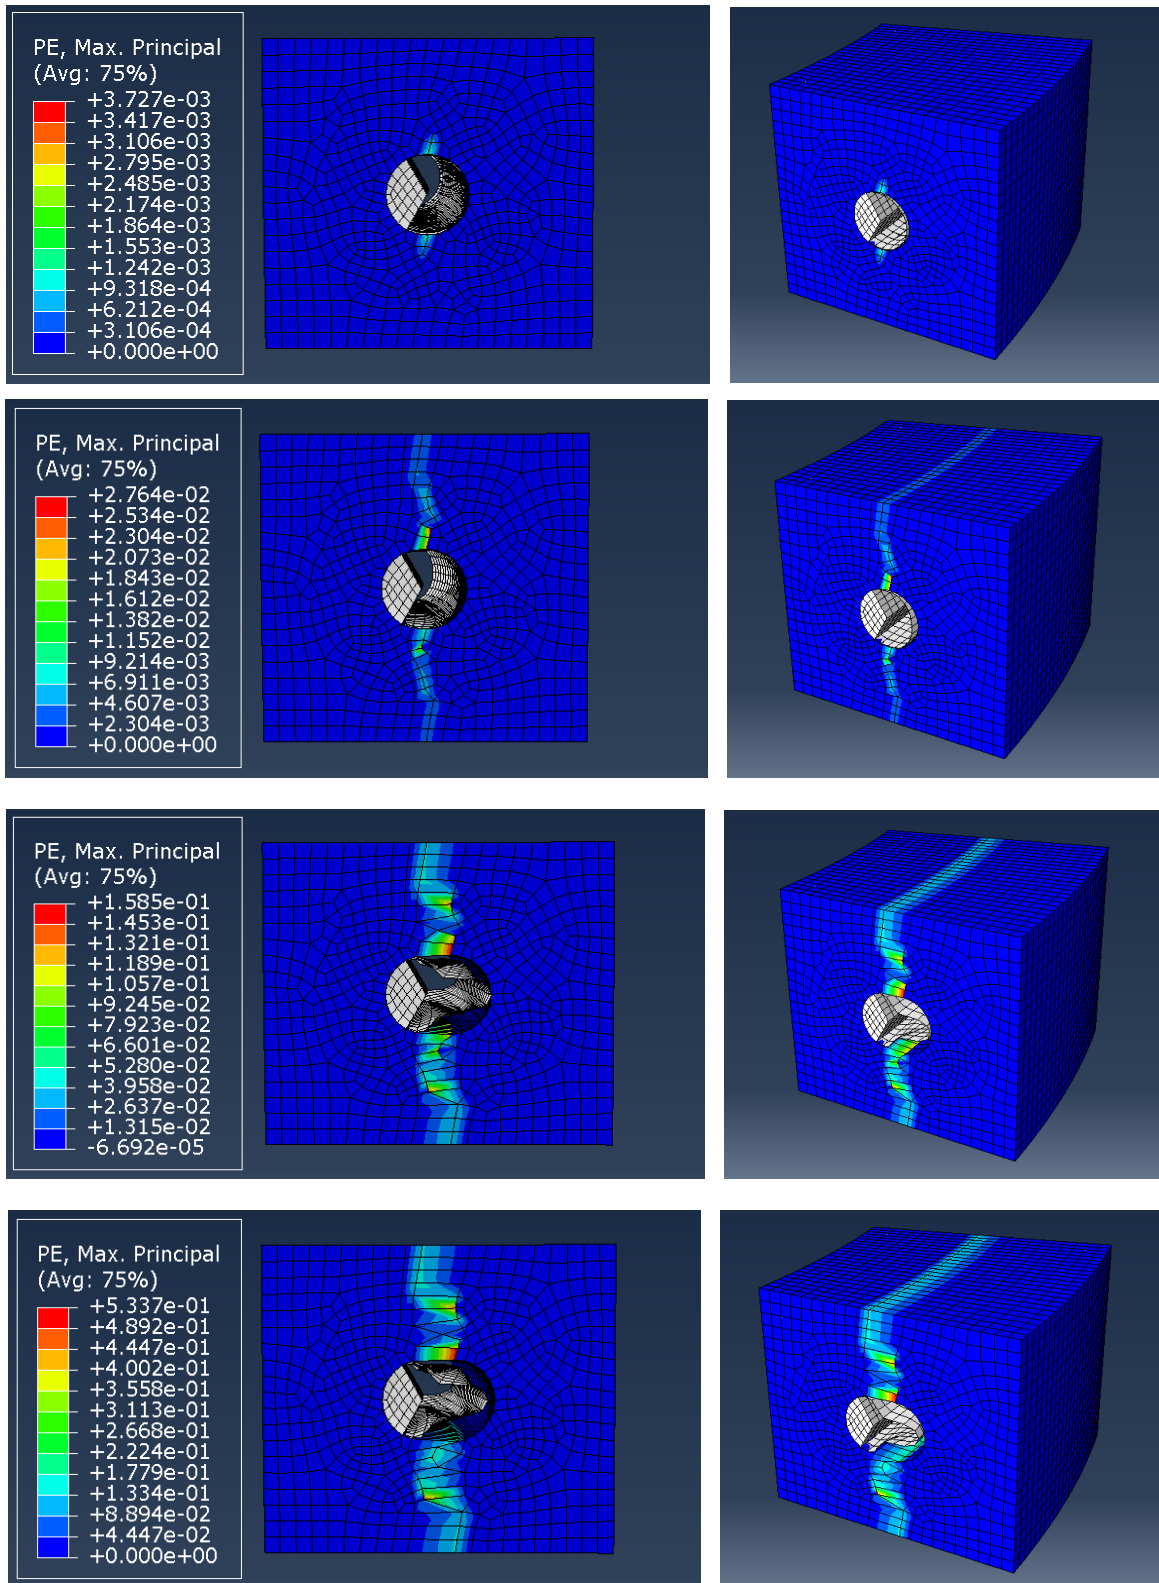 PE, Max. Principal
(Avg: 75%)
+3.727e-03
+3.417e-03
+3.106e-03
+2.795e-03
+2.485e-03
+2.174e-03
+1.864e-03
+1.553e-03
+1.242e-03
+9.318e-04
+6.212e-04
+3.106e-04
+0.000e+00
PE, Max. Principal
(Avg: 75%)
+2.764e-02
+2.534e-02
+2.304e-02
+2.073e-02
+1.843e-02
+1.612e-02
+1.382e-02
+1.152e-02
+9.214e-03
+6.911e-03
+4.607e-03
+2.304e-03
+0.000e+00
PE, Max. Principal
(Avg: 75%)
+1.585e-01
+1.453e-01
+1.321e-01
+1.189e-01
+1.057e-01
+9.245e-02
+7.923e-02
+6.601e-02
+5.280e-02
+3.958e-02
+2.637e-02
+1.315e-02
-6.692e-05
PE, Max. Principal
(Avg: 75%)
+5.337e-01
+4.892e-01
+4.447e-01
+4.002e-01
+3.558e-01
+3.113e-01
+2.668e-01
+2.224e-01
+1.779e-01
+1.334e-01
+8.894e-02
+4.447e-02
+0.000e+00